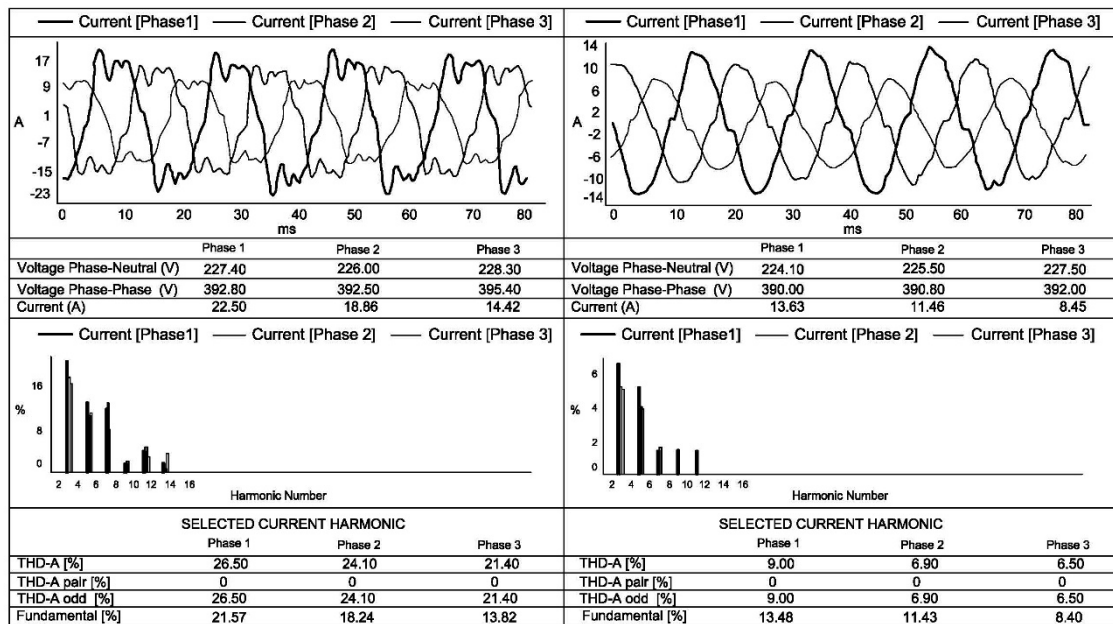 Current [Phase1] Current [Phase 2] Current [Phase 3]
17
9
1
A
-7
-15
-23
0 10 20 30 40 50 60 70 80
ms
Phase 1 Phase 2 Phase 3
Voltage Phase-Neutral (V) 227.40 226.00 228.30
Voltage Phase-Phase (V) 392.80 392.50 395.40
Current (A) 22.50 18.86 14.42
Current [Phase1] Current [Phase 2] Current [Phase 3]
16
%
8
0
2 4 6 8 10 12 14 16
Harmonic Number
SELECTED CURRENT HARMONIC
Phase 1 Phase 2 Phase 3
THD-A [%] 26.50 24.10 21.40
THD-A pair [%] 0 0 0
THD-A odd [%] 26.50 24.10 21.40
Fundamental [%] 21.57 18.24 13.82
Current [Phase1] Current [Phase 2] Current [Phase 3]
14
10
6
2
A
-2
-6
-10
-14
0 10 20 30 40 50 60 70 80
ms
Phase 1 Phase 2 Phase 3
Voltage Phase-Neutral (V) 224.10 225.50 227.50
Voltage Phase-Phase (V) 390.00 390.80 392.00
Current (A) 13.63 11.46 8.45
Current [Phase1] Current [Phase 2] Current [Phase 3]
6
%
4
2
0
2 4 6 8 10 12 14 16
Harmonic Number
SELECTED CURRENT HARMONIC
Phase 1 Phase 2 Phase 3
THD-A [%] 9.00 6.90 6.50
THD-A pair [%] 0 0 0
THD-A odd [%] 9.00 6.90 6.50
Fundamental [%] 13.48 11.43 8.40